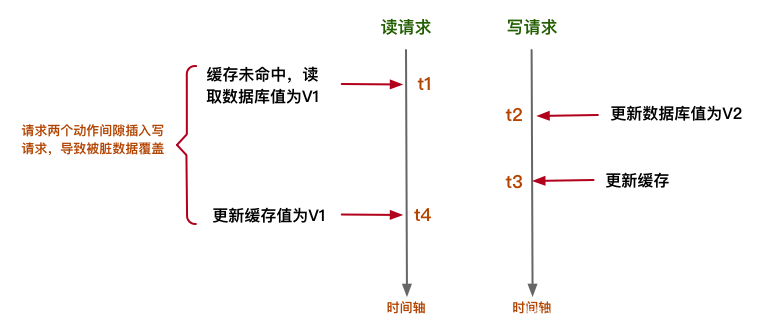 读请求
写请求
缓存未命中，读
取数据库值为V1
t1
t2
更新数据库值为V2
请求两个动作间隙插入写
请求，导致被脏数据覆盖
t3
更新缓存
更新缓存值为V1
t4
时间轴
时间轴